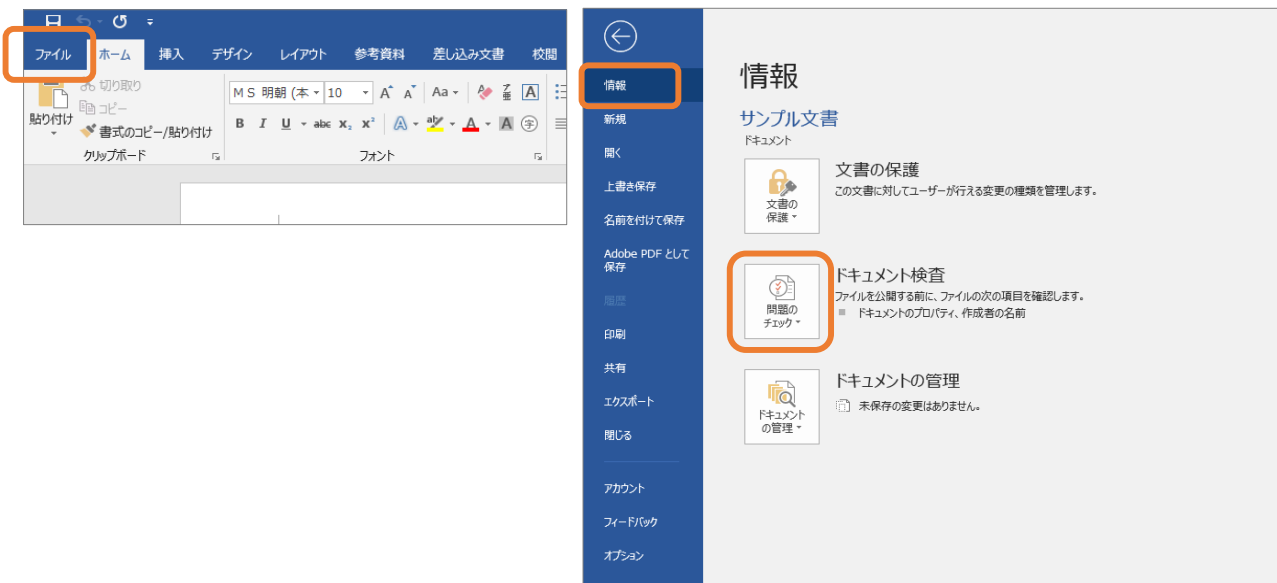 ファイル ホーム 挿入 デザイン レイアウト 参考資料 差し込み文書 校閲
切り取り
コピー
書式のコピー/貼り付け
貼り付け
クリップボード
ＭＳ 明朝 (本 10 A A Aa ア亜 A
B I U abc x₂ x² A aby A A 字
フォント
情報
新規
開く
上書き保存
名前を付けて保存
Adobe PDF として
保存
履歴
印刷
共有
エクスポート
閉じる
アカウント
フィードバック
オプション
情報
サンプル文書
ドキュメント
文書の
保護
文書の保護
この文書に対してユーザーが行える変更の種類を管理します。
問題の
チェック
ドキュメント検査
ファイルを公開する前に、ファイルの次の項目を確認します。
ドキュメントのプロパティ、作成者の名前
ドキュメント
の管理
ドキュメントの管理
未保存の変更はありません。